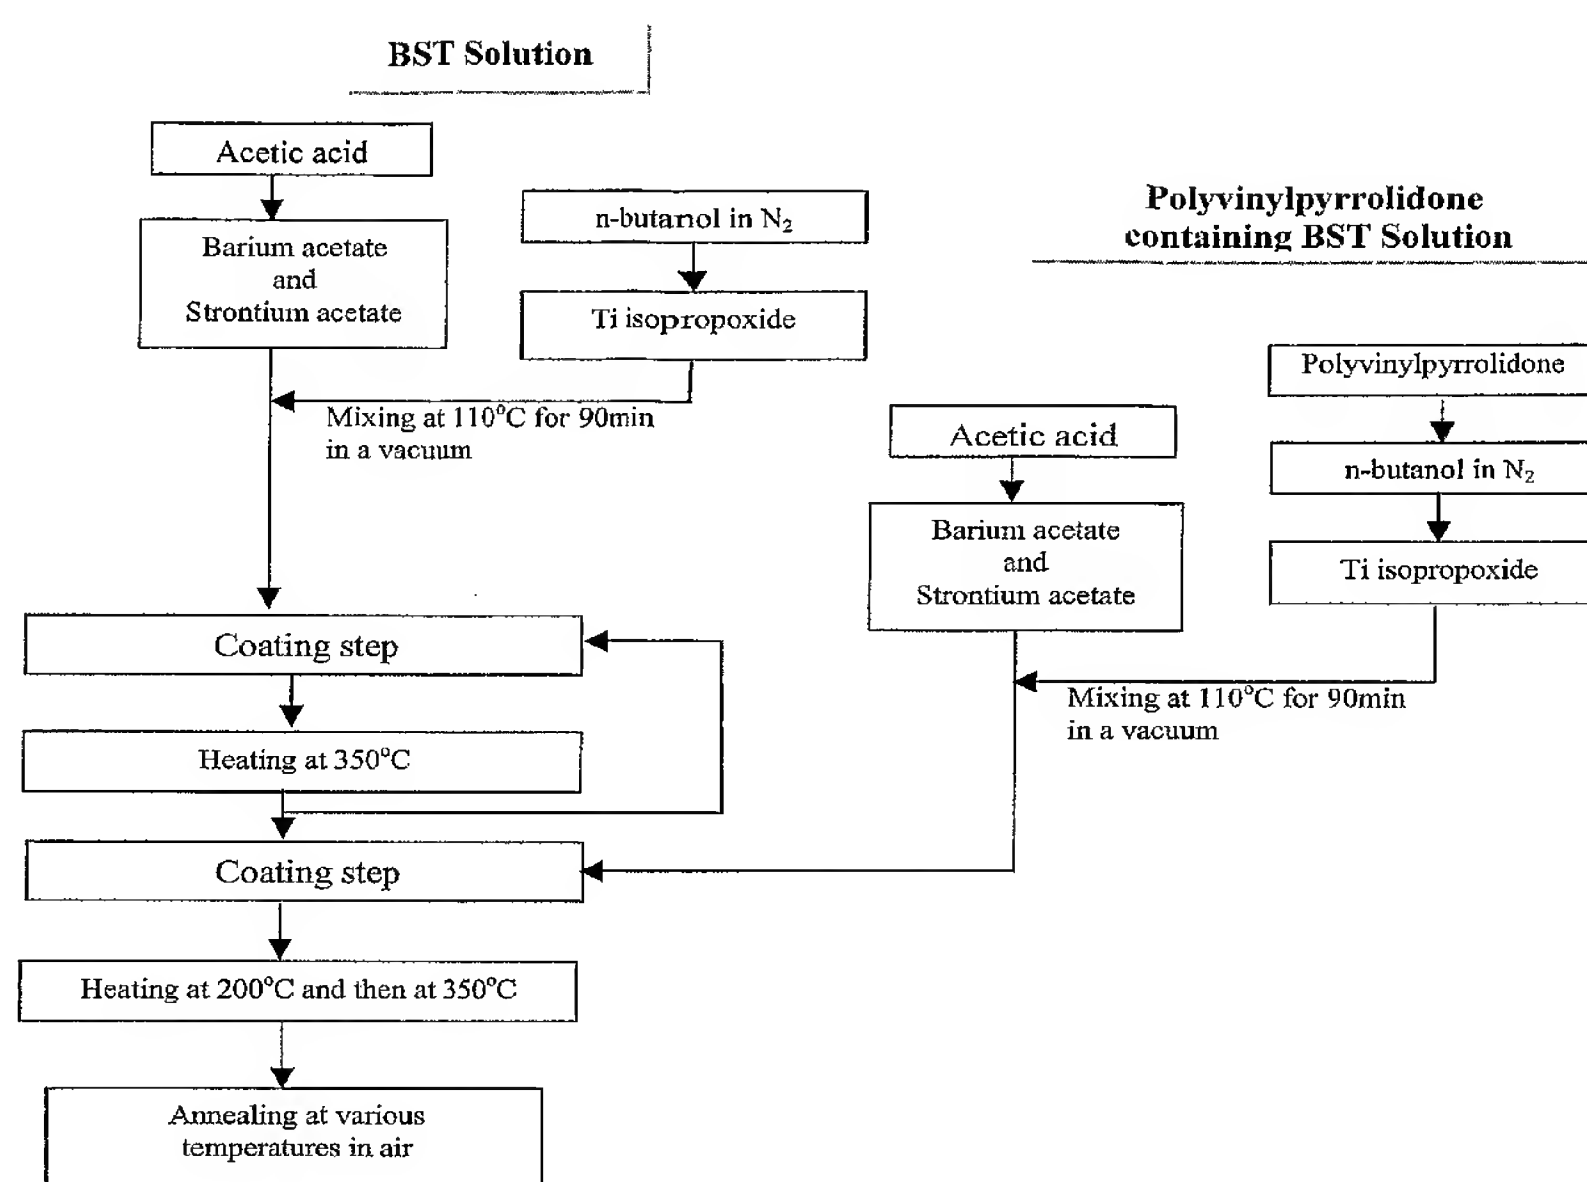 BST Solution
Acetic acid
Barium acetate
and
Strontium acetate
n-butanol in N₂
Ti isopropoxide
Mixing at 110°C for 90min
in a vacuum
Polyvinylpyrrolidone
containing BST Solution
Polyvinylpyrrolidone
n-butanol in N₂
Ti isopropoxide
Acetic acid
Barium acetate
and
Strontium acetate
Mixing at 110°C for 90min
in a vacuum
Coating step
Heating at 350°C
Coating step
Heating at 200°C and then at 350°C
Annealing at various
temperatures in air